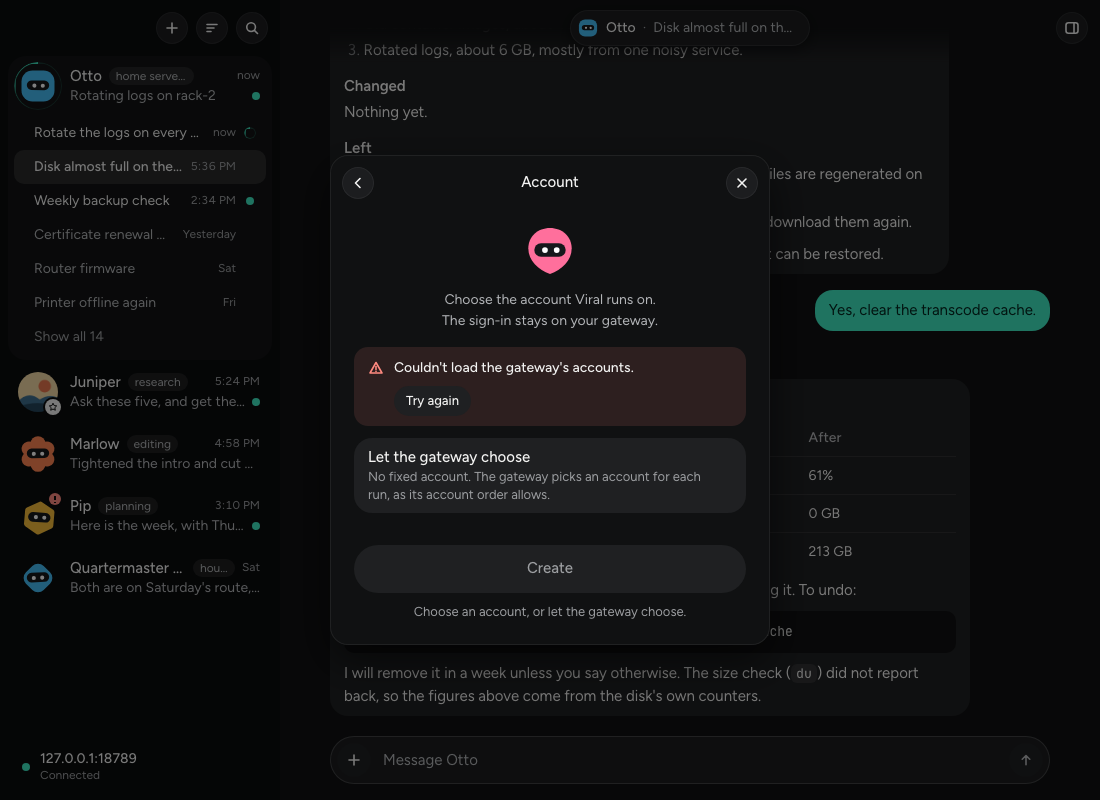 Otto · Disk almost full on th...
Otto home serve... now
Rotating logs on rack-2
Rotate the logs on every ... now
Disk almost full on the... 5:36 PM
Weekly backup check 2:34 PM
Certificate renewal ... Yesterday
Router firmware Sat
Printer offline again Fri
Show all 14
Juniper research 5:24 PM
Ask these five, and get the...
Marlow editing 4:58 PM
Tightened the intro and cut ...
Pip planning 3:10 PM
Here is the week, with Thu...
Quartermaster ... hou... Sat
Both are on Saturday's route,...
127.0.0.1:18789
Connected
3. Rotated logs, about 6 GB, mostly from one noisy service.
Changed
Nothing yet.
Left
iles are regenerated on
download them again.
can be restored.
Yes, clear the transcode cache.
Account
Choose the account Viral runs on.
The sign-in stays on your gateway.
Couldn't load the gateway's accounts.
Try again
Let the gateway choose
No fixed account. The gateway picks an account for each
run, as its account order allows.
Create
Choose an account, or let the gateway choose.
After
61%
0 GB
213 GB
g it. To undo:
che
I will remove it in a week unless you say otherwise. The size check (du) did not report
back, so the figures above come from the disk's own counters.
Message Otto